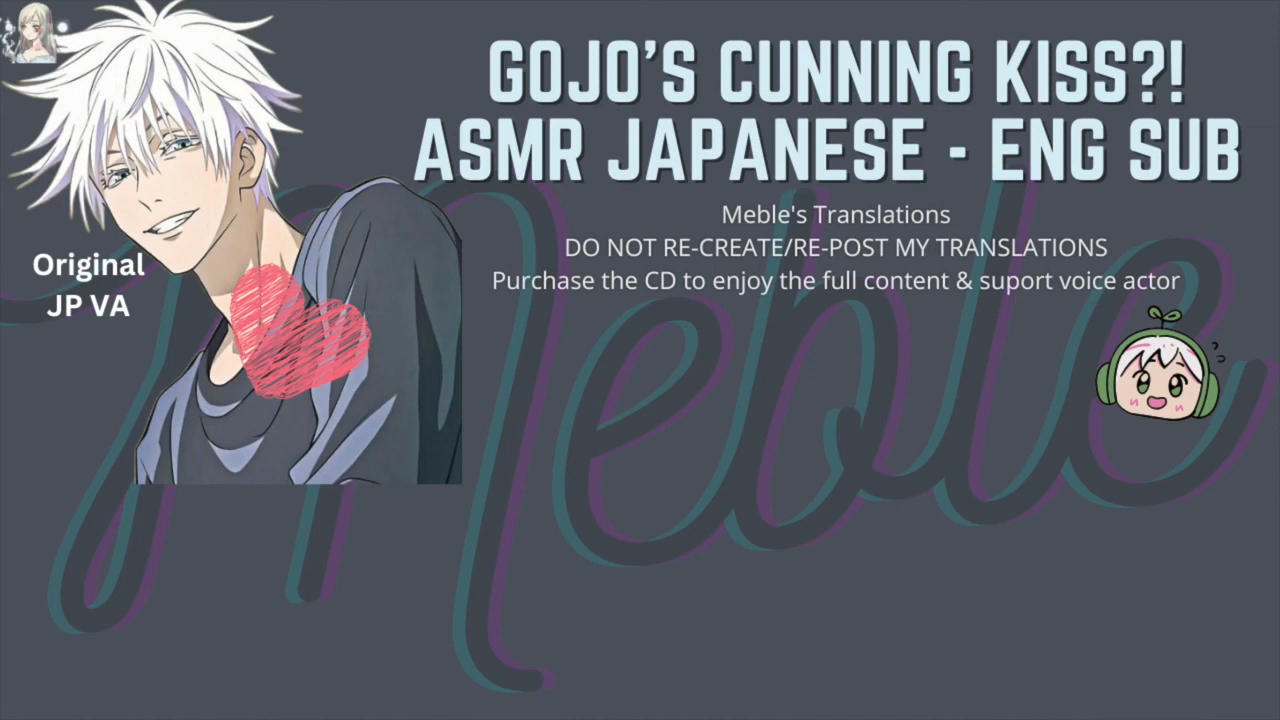 GOJO'S CUNNING KISS?!
ASMR JAPANESE - ENG SUB
Meble's Translations
DO NOT RE-CREATE/RE-POST MY TRANSLATIONS
Purchase the CD to enjoy the full content & suport voice actor
Original
JP VA
Meble